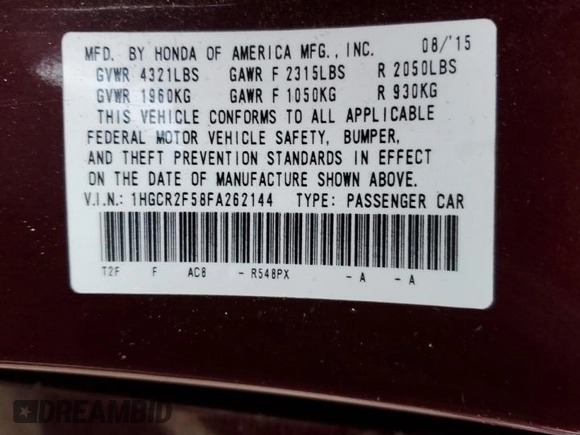 MFD. BY HONDA OF AMERICA MFG., INC. 08/'15
GVWR 4321LBS GAWR F 2315LBS R 2050LBS
GVWR 1960KG GAWR F 1050KG R 930KG
THIS VEHICLE CONFORMS TO ALL APPLICABLE
FEDERAL MOTOR VEHICLE SAFETY, BUMPER,
AND THEFT PREVENTION STANDARDS IN EFFECT
ON THE DATE OF MANUFACTURE SHOWN ABOVE.
V.I.N.: 1HGCR2F58FA262144 TYPE: PASSENGER CAR
T2F F AC8 - R548PX - A - A
DREAMBID